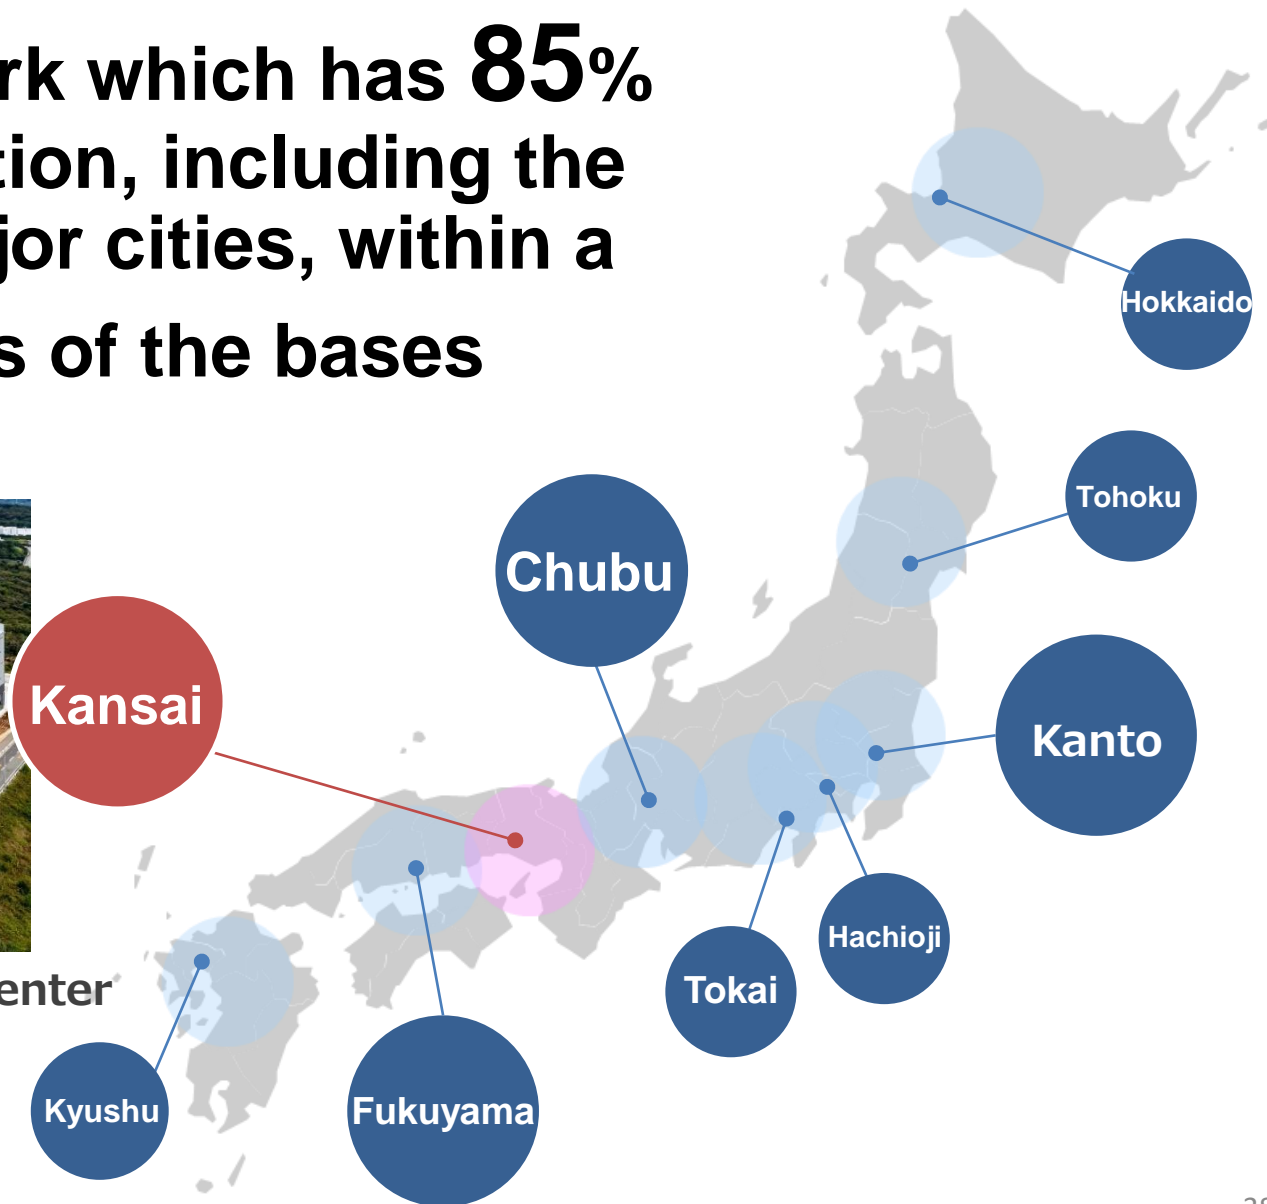 rk which has 85%
tion, including the
jor cities, within a
s of the bases
Hokkaido
Tohoku
Chubu
Kansai
Kanto
Hachioji
Tokai
enter
Kyushu
Fukuyama